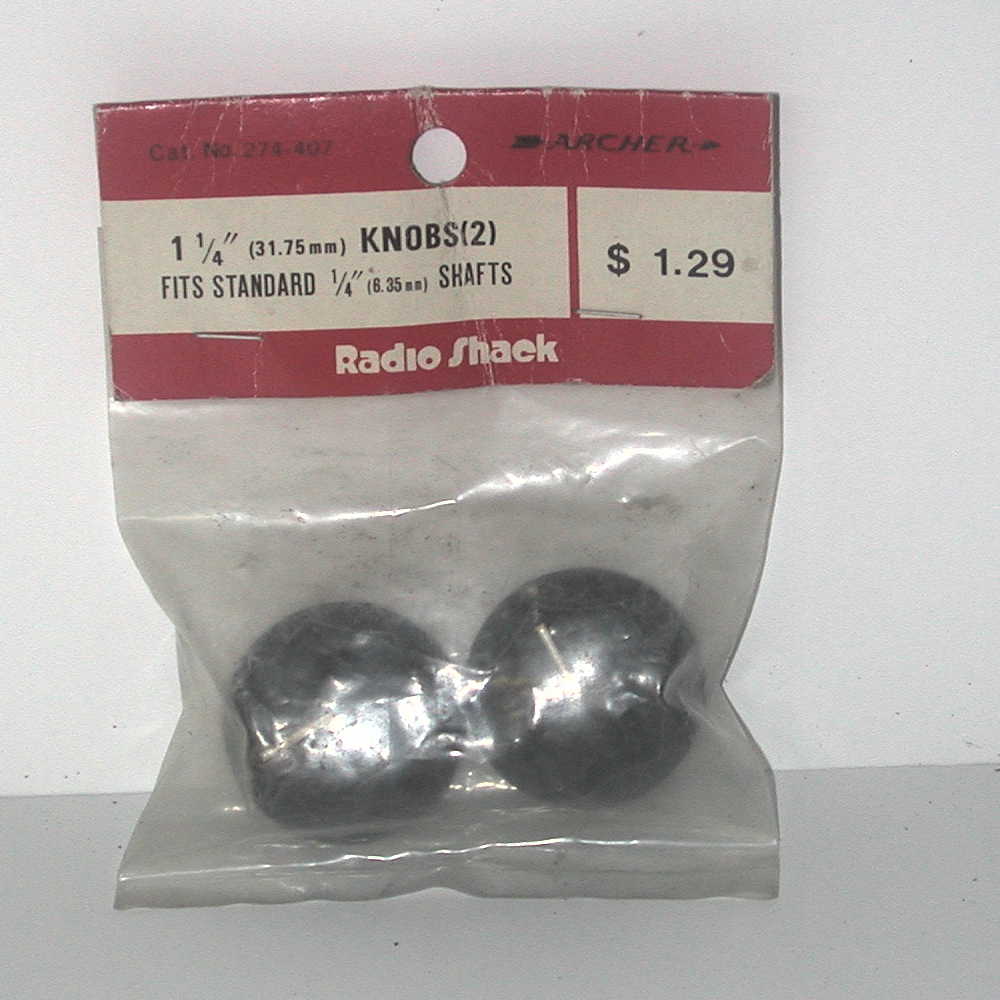 Cat. No. 274-407
ARCHER
1 1/4" (31.75mm) KNOBS(2)
FITS STANDARD 1/4" (6.35mm) SHAFTS
$ 1.29
Radio Shack